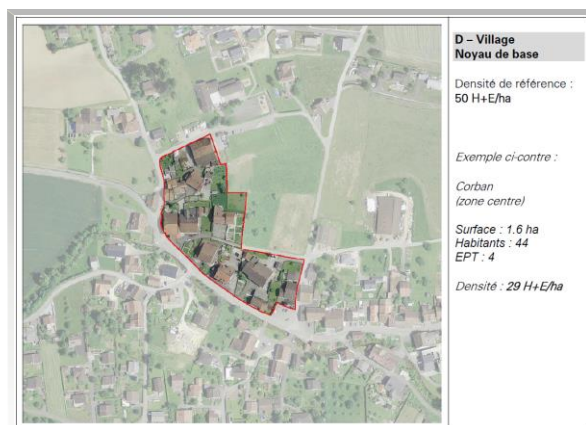 D – Village
Noyau de base
Densité de référence :
50 H+E/ha
Exemple ci-contre :
Corban
(zone centre)
Surface : 1.6 ha
Habitants : 44
EPT : 4
Densité : 29 H+E/ha